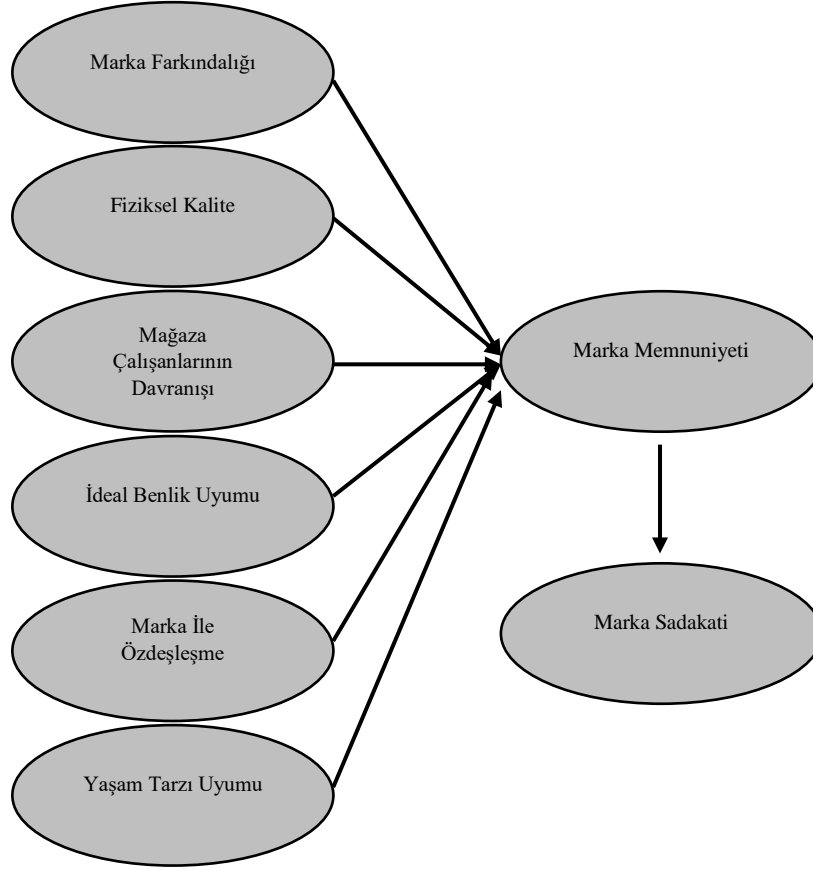 Marka Farkındalığı
Fiziksel Kalite
Mağaza
Çalışanlarının
Davranışı
İdeal Benlik Uyumu
Marka İle
Özdeşleşme
Yaşam Tarzı Uyumu
Marka Memnuniyeti
Marka Sadakati